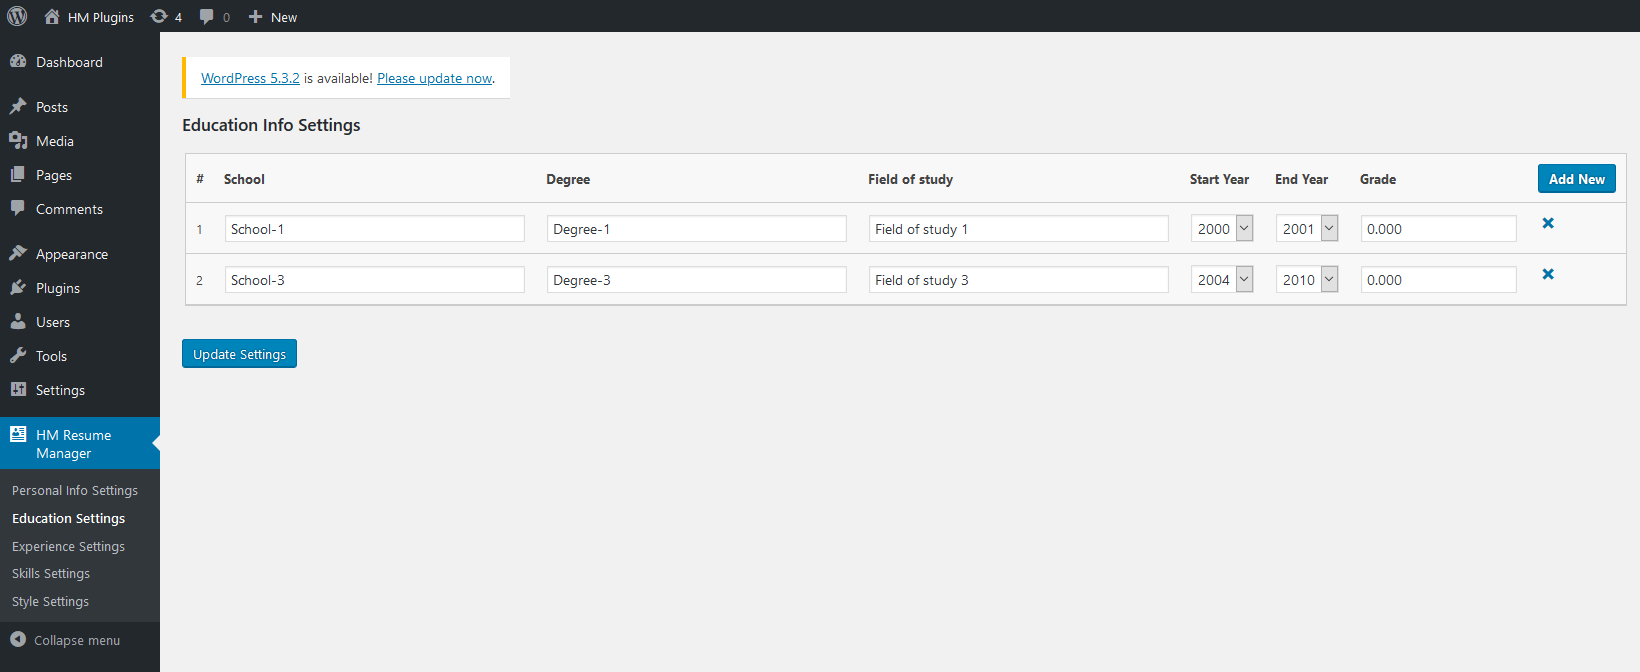 HM Plugins 4 0 New
Dashboard
Posts
Media
Pages
Comments
Appearance
Plugins
Users
Tools
Settings
HM Resume
Manager
Personal Info Settings
Education Settings
Experience Settings
Skills Settings
Style Settings
Collapse menu
WordPress 5.3.2 is available! Please update now.
Education Info Settings
# School Degree Field of study Start Year End Year Grade Add New
1 School-1 Degree-1 Field of study 1 2000 2001 0.000
2 School-3 Degree-3 Field of study 3 2004 2010 0.000
Update Settings